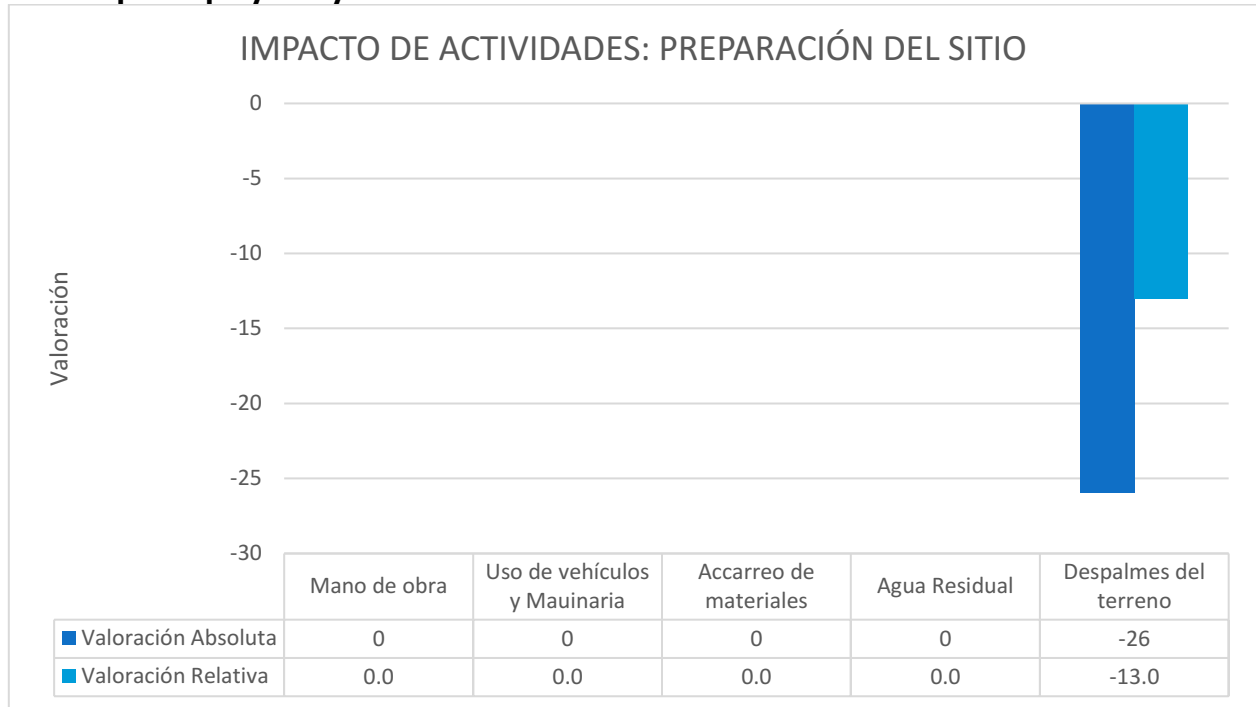 IMPACTO DE ACTIVIDADES: PREPARACIÓN DEL SITIO
0
-5
-10
-15
-20
-25
-30
Valoración
Mano de obra
Uso de vehículos
y Mauinaria
Accarreo de
materiales
Agua Residual
Despalmes del
terreno
Valoración Absoluta 0 0 0 0 -26
Valoración Relativa 0.0 0.0 0.0 0.0 -13.0